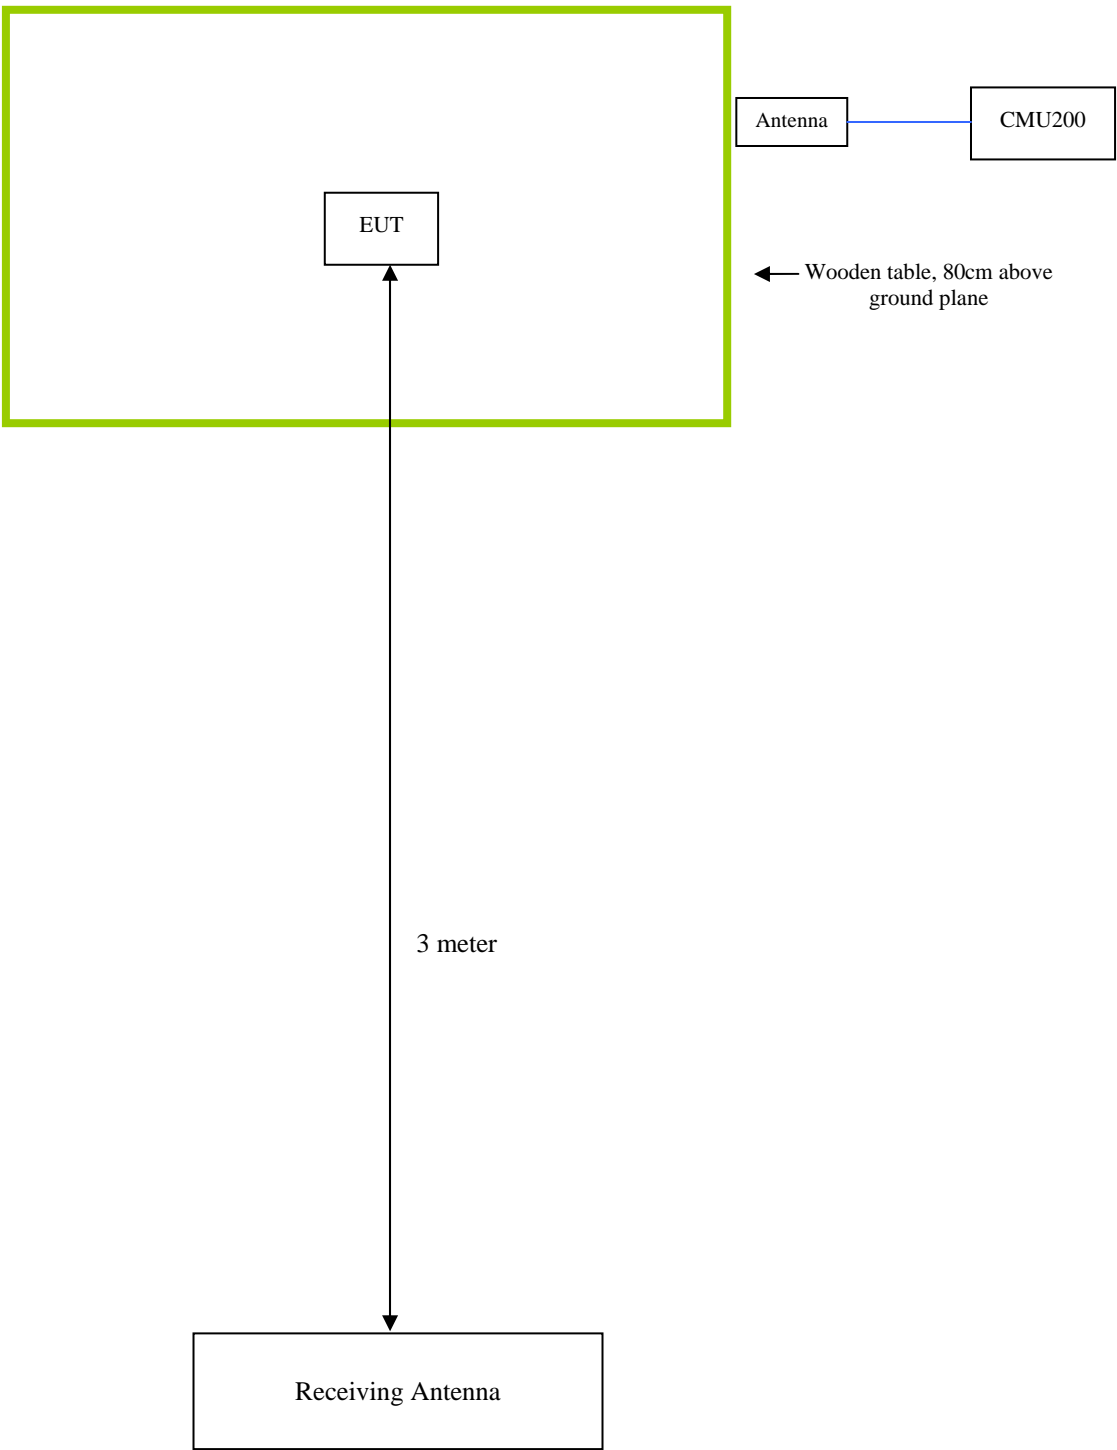 Antenna
CMU200
EUT
Wooden table, 80cm above
ground plane
3 meter
Receiving Antenna